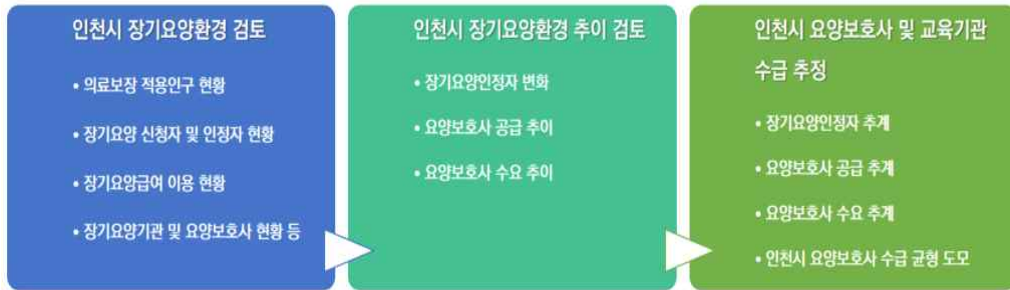 인천시 장기요양환경 검토
• 의료보장 적용인구 현황
• 장기요양 신청자 및 인정자 현황
• 장기요양급여 이용 현황
• 장기요양기관 및 요양보호사 현황 등
인천시 장기요양환경 추이 검토
• 장기요양인정자 변화
• 요양보호사 공급 추이
• 요양보호사 수요 추이
인천시 요양보호사 및 교육기관
수급 추정
• 장기요양인정자 추계
• 요양보호사 공급 추계
• 요양보호사 수요 추계
• 인천시 요양보호사 수급 균형 도모